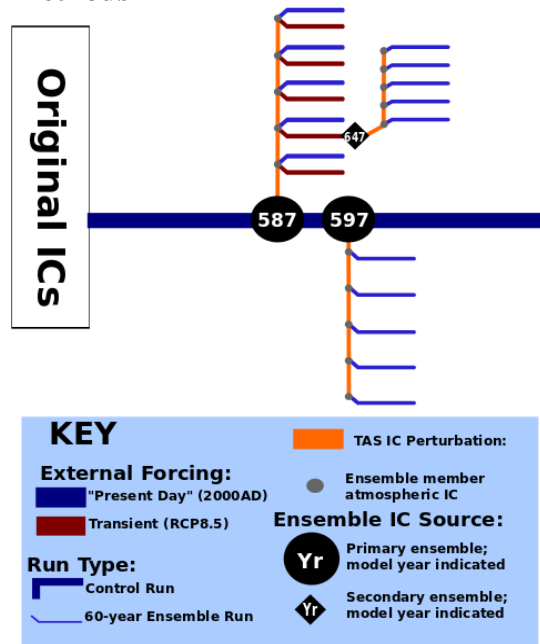 Original ICs
647
587
597
KEY
External Forcing:
"Present Day" (2000AD)
Transient (RCP8.5)
Run Type:
Control Run
60-year Ensemble Run
TAS IC Perturbation:
Ensemble member
atmospheric IC
Ensemble IC Source:
Yr
Primary ensemble;
model year indicated
Yr
Secondary ensemble;
model year indicated